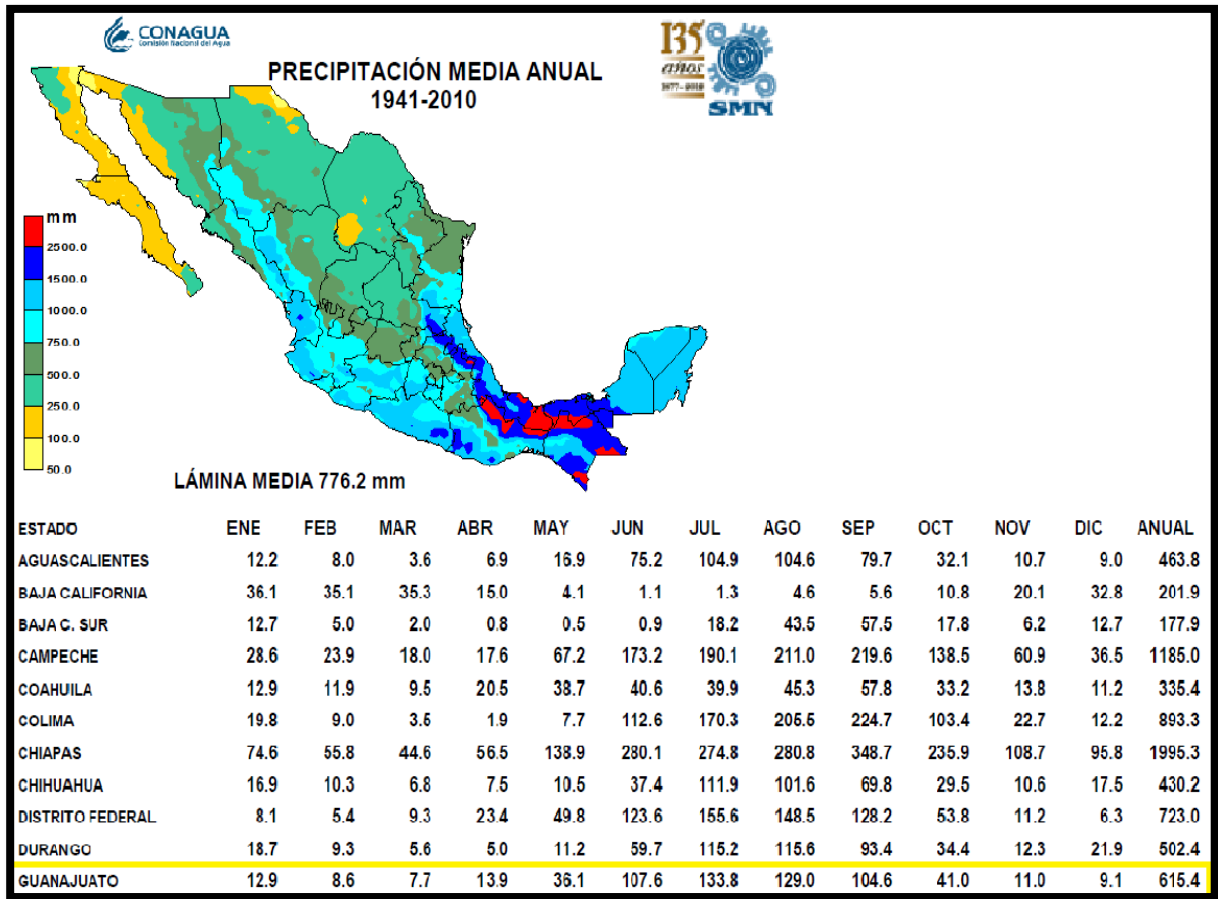 CONAGUA
Comisión Nacional del Agua
135
años
1877-2012
SMN
PRECIPITACIÓN MEDIA ANUAL
1941-2010
mm
2500.0
1500.0
1000.0
750.0
500.0
250.0
100.0
50.0
LÁMINA MEDIA 776.2 mm
ESTADO ENE FEB MAR ABR MAY JUN JUL AGO SEP OCT NOV DIC ANUAL
AGUASCALIENTES 12.2 8.0 3.6 6.9 16.9 75.2 104.9 104.6 79.7 32.1 10.7 9.0 463.8
BAJA CALIFORNIA 36.1 35.1 35.3 15.0 4.1 1.1 1.3 4.6 5.6 10.8 20.1 32.8 201.9
BAJA C. SUR 12.7 5.0 2.0 0.8 0.5 0.9 18.2 43.5 57.5 17.8 6.2 12.7 177.9
CAMPECHE 28.6 23.9 18.0 17.6 67.2 173.2 190.1 211.0 219.6 138.5 60.9 36.5 1185.0
COAHUILA 12.9 11.9 9.5 20.5 38.7 40.6 39.9 45.3 57.8 33.2 13.8 11.2 335.4
COLIMA 19.8 9.0 3.5 1.9 7.7 112.6 170.3 205.5 224.7 103.4 22.7 12.2 893.3
CHIAPAS 74.6 55.8 44.6 56.5 138.9 280.1 274.8 280.8 348.7 235.9 108.7 95.8 1995.3
CHIHUAHUA 16.9 10.3 6.8 7.5 10.5 37.4 111.9 101.6 69.8 29.5 10.6 17.5 430.2
DISTRITO FEDERAL 8.1 5.4 9.3 23.4 49.8 123.6 155.6 148.5 128.2 53.8 11.2 6.3 723.0
DURANGO 18.7 9.3 5.6 5.0 11.2 59.7 115.2 115.6 93.4 34.4 12.3 21.9 502.4
GUANAJUATO 12.9 8.6 7.7 13.9 36.1 107.6 133.8 129.0 104.6 41.0 11.0 9.1 615.4